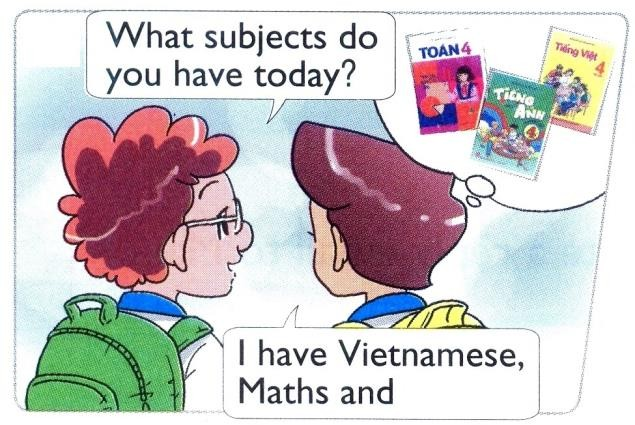 What subjects do
you have today?
TOÁN 4
Tiếng Việt
4
TIẾNG
ANH
4
I have Vietnamese,
Maths and